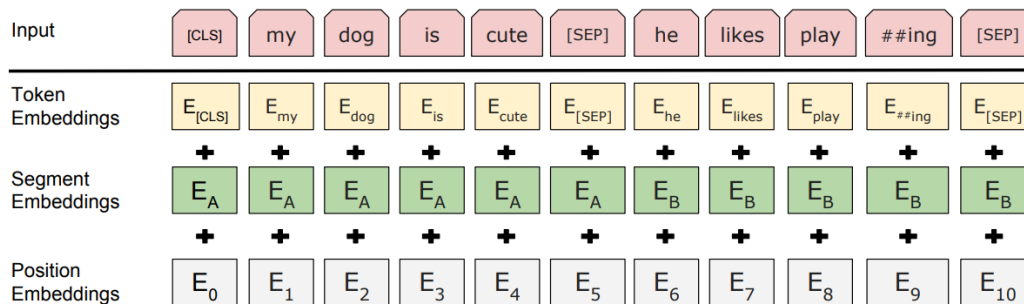 Input [CLS] my dog is cute [SEP] he likes play ##ing [SEP]
Token Embeddings E[CLS] Emy Edog Eis Ecute E[SEP] Ehe Elikes Eplay E##ing E[SEP]
+ + + + + + + + + + +
Segment Embeddings EA EA EA EA EA EA EB EB EB EB EB
+ + + + + + + + + + +
Position Embeddings E0 E1 E2 E3 E4 E5 E6 E7 E8 E9 E10